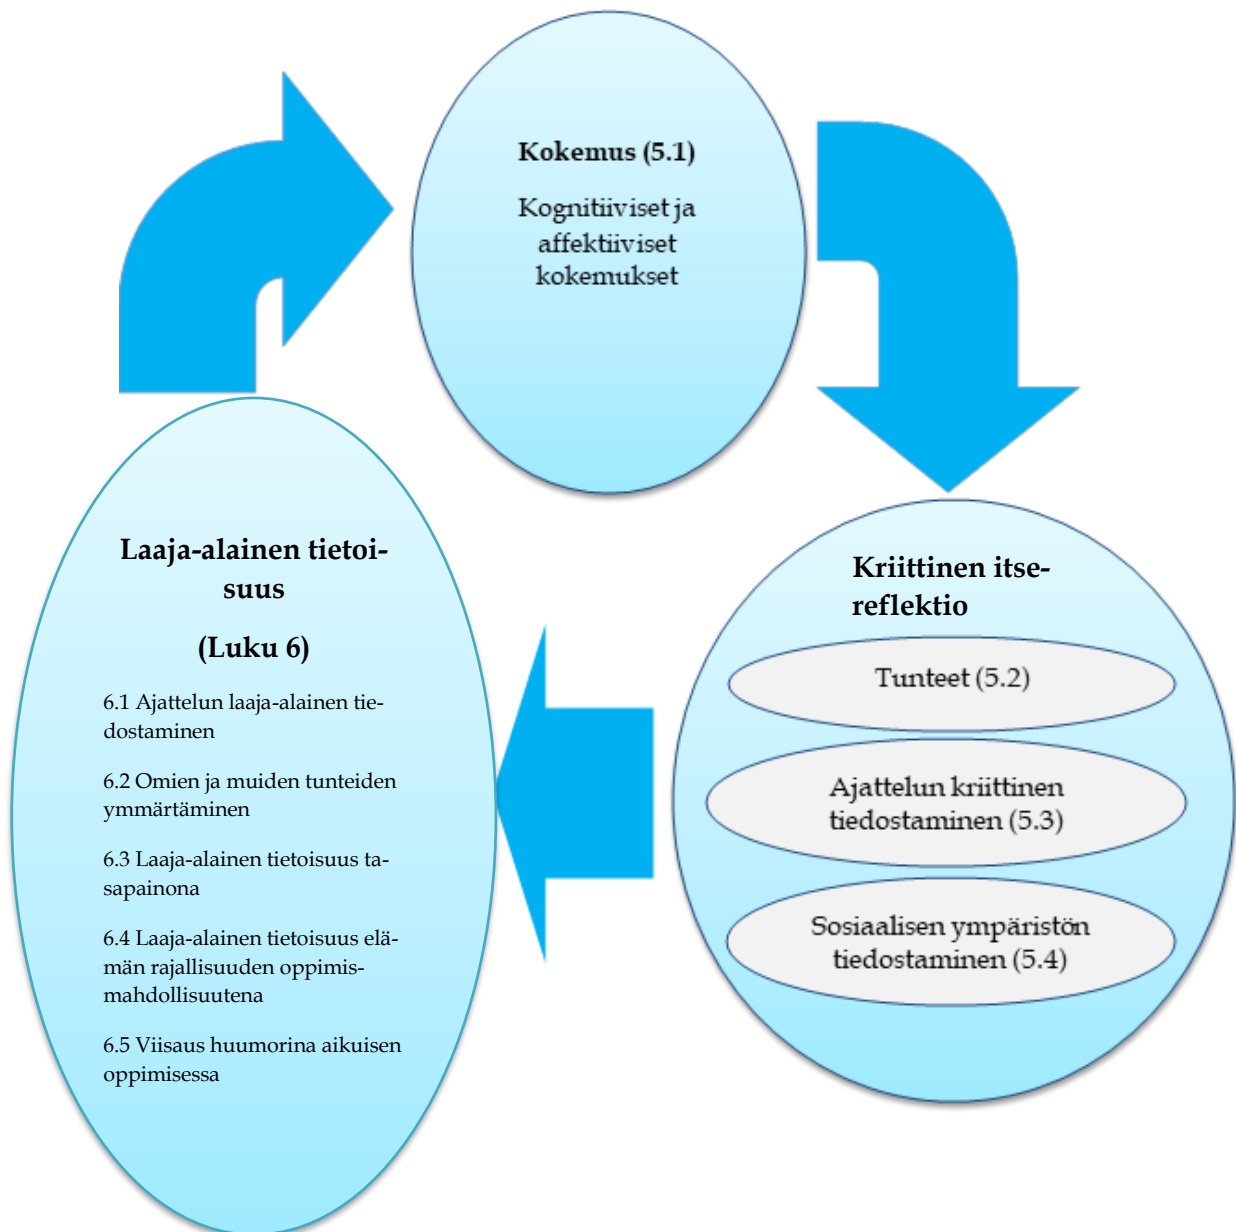 Kokemus (5.1)
Kognitiiviset ja
affektiiviset
kokemukset
Kriittinen itse-
reflektio
Tunteet (5.2)
Ajattelun kriittinen
tiedostaminen (5.3)
Sosiaalisen ympäristön
tiedostaminen (5.4)
Laaja-alainen tietoi-
suus
(Luku 6)
6.1 Ajattelun laaja-alainen tie-
dostaminen
6.2 Omien ja muiden tunteiden
ymmärtäminen
6.3 Laaja-alainen tietoisuus ta-
sapainona
6.4 Laaja-alainen tietoisuus elä-
män rajallisuuden oppimis-
mahdollisuutena
6.5 Viisaus huumorina aikuisen
oppimisessa